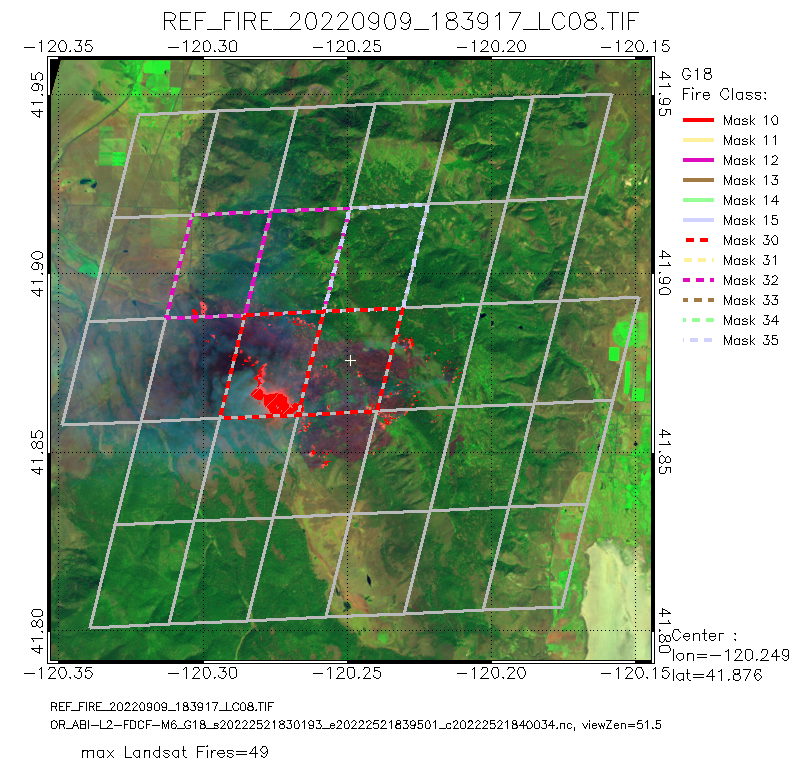 REF_FIRE_20220909_183917_LC08.TIF
−120.35 −120.30 −120.25 −120.20 −120.15
G18
Fire Class:
Mask 10
Mask 11
Mask 12
Mask 13
Mask 14
Mask 15
Mask 30
Mask 31
Mask 32
Mask 33
Mask 34
Mask 35
41.95 41.95
41.90 41.90
41.85 41.85
41.80 41.80
Center :
lon=−120.249
lat=41.876
−120.35 −120.30 −120.25 −120.20 −120.15
REF_FIRE_20220909_183917_LC08.TIF
OR_ABI−L2−FDCF−M6_G18_s20222521830193_e20222521839501_c20222521840034.nc, viewZen=51.5
max Landsat Fires=49